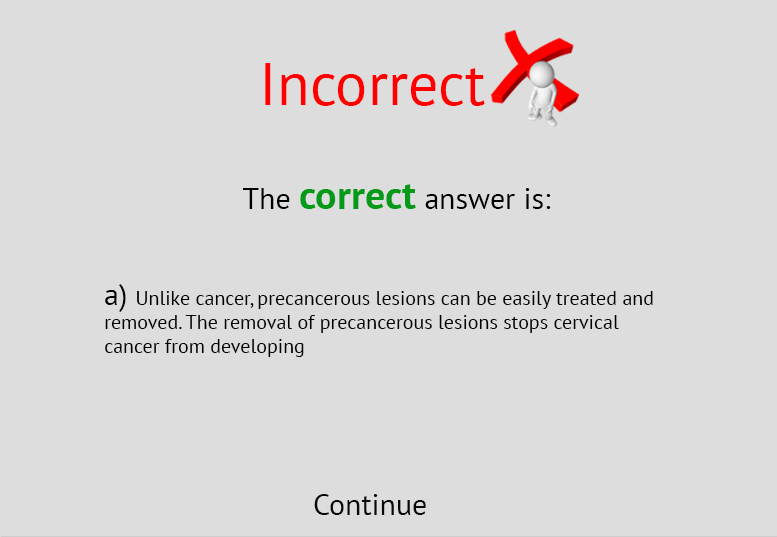 Incorrect
The correct answer is:
a) Unlike cancer, precancerous lesions can be easily treated and
removed. The removal of precancerous lesions stops cervical
cancer from developing
Continue